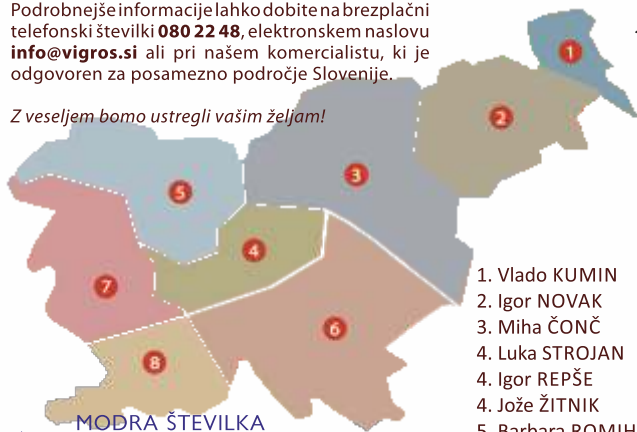 Podrobnejše informacije lahko dobite na brezplačni
telefonski številki 080 22 48, elektronskem naslovu
info@vigros.si ali pri našem komercialistu, ki je
odgovoren za posamezno področje Slovenije.
Z veseljem bomo ustregli vašim željam!
1
2
3
5
4
7
6
8
1. Vlado KUMIN
2. Igor NOVAK
3. Miha ČONČ
4. Luka STROJAN
4. Igor REPŠE
4. Jože ŽITNIK
5. Barbara ROMIH
MODRA ŠTEVILKA